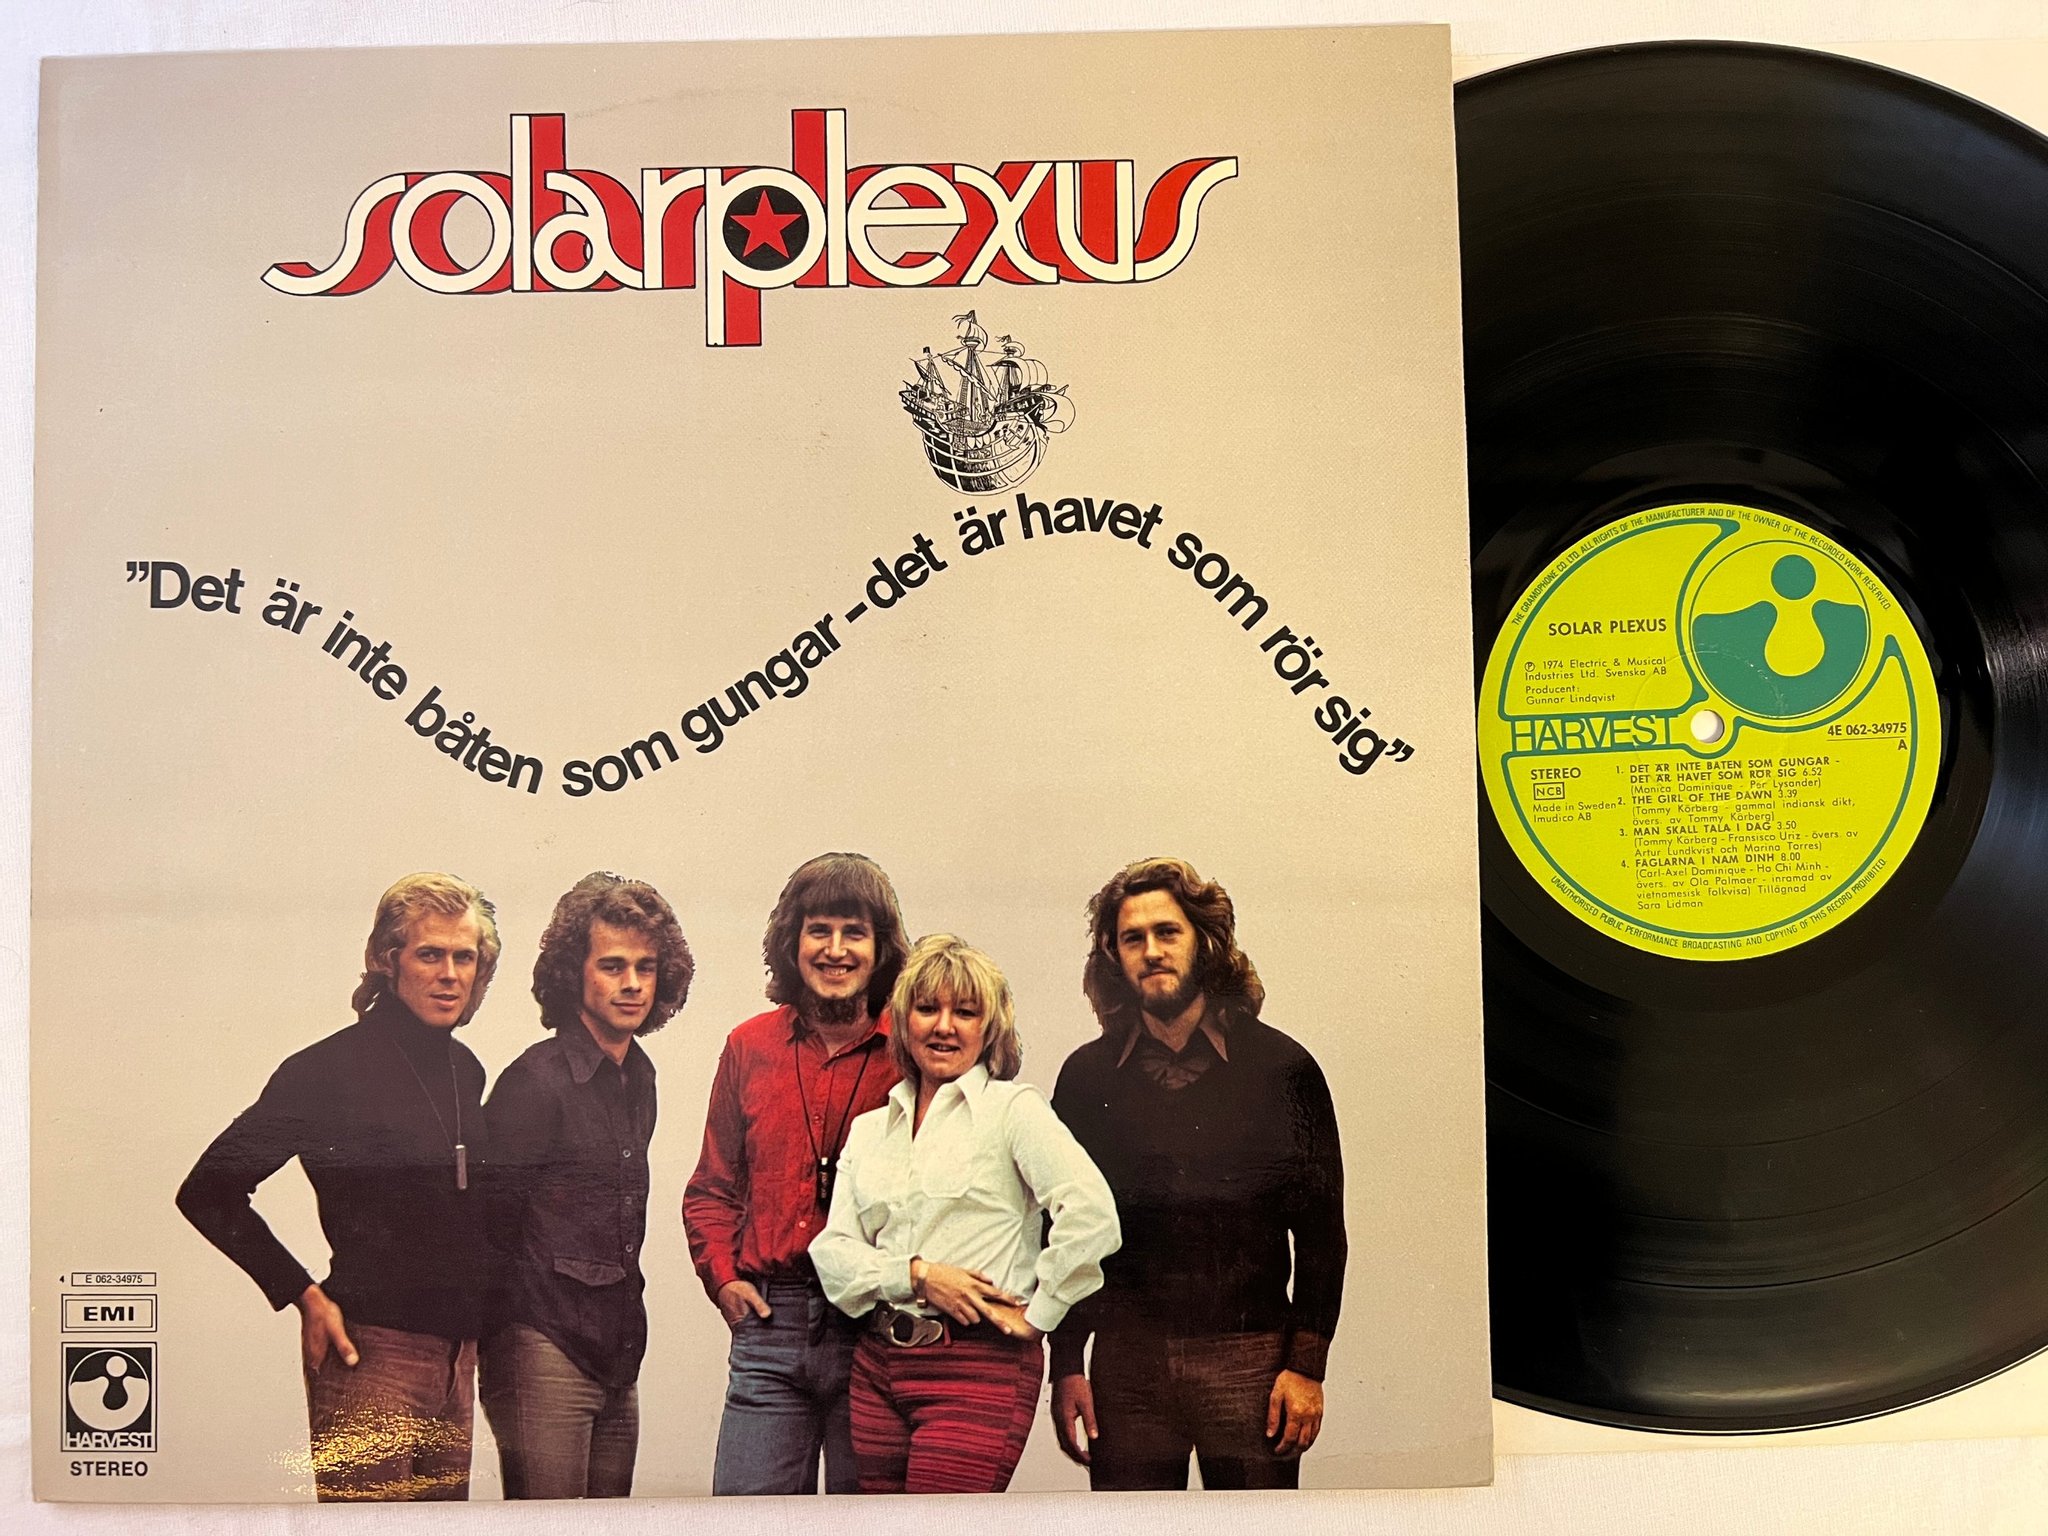 solarplexus
”Det är inte båten som gungar – det är havet som rör sig”
4 E 062-34975
EMI
HARVEST
STEREO
THE GRAMOPHONE CO. LTD. ALL RIGHTS OF THE MANUFACTURER AND OF THE OWNER OF THE RECORDED WORK RESERVED.
SOLAR PLEXUS
℗ 1974 Electric & Musical
Industries Ltd. Svenska AB
Producent:
Gunnar Lindqvist
HARVEST
4E 062-34975
A
STEREO
NCB
Made in Sweden
Imudico AB
1. DET ÄR INTE BATEN SOM GUNGAR -
DET ÄR HAVET SOM RÖR SIG 6.52
(Monica Dominique - Pör Lysander)
2. THE GIRL OF THE DAWN 3.39
(Tommy Körberg - gammal indiansk dikt,
övers. av Tommy Körberg)
3. MAN SKALL TALA I DAG 3.50
(Tommy Körberg - Fransisco Uriz - övers. av
Artur Lundkvist och Marina Torres)
4. FAGLARNA I NAM DINH 8.00
(Carl-Axel Dominique - Ho Chi Minh -
övers. av Ola Palmaer - inramad av
vietnamesisk folkvisa) Tillägnad
Sara Lidman
UNAUTHORISED PUBLIC PERFORMANCE BROADCASTING AND COPYING OF THIS RECORD PROHIBITED.